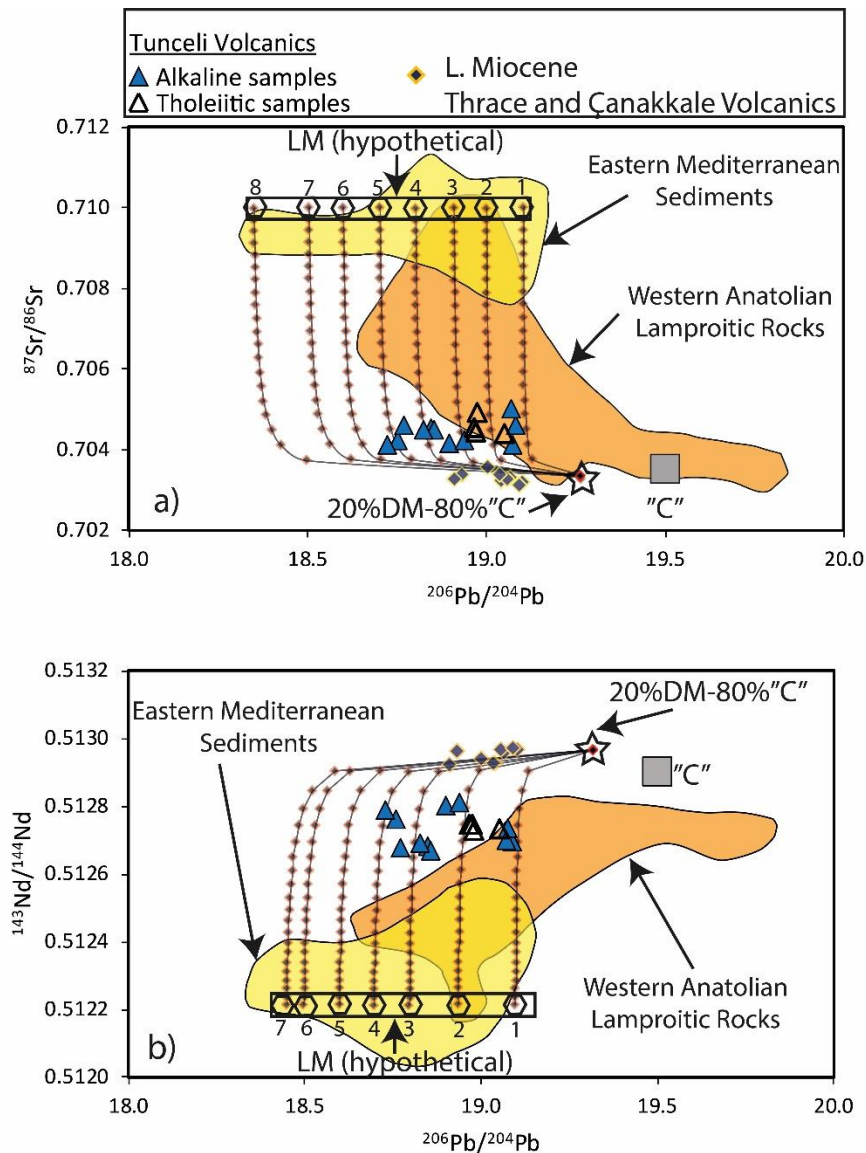 Tunceli Volcanics
Alkaline samples
Tholeiitic samples
L. Miocene
Thrace and Çanakkale Volcanics
0.712
0.710
0.708
0.706
0.704
0.702
⁸⁷Sr/⁸⁶Sr
LM (hypothetical)
8 7 6 5 4 3 2 1
Eastern Mediterranean
Sediments
Western Anatolian
Lamproitic Rocks
20%DM-80%"C"
"C"
a)
18.0 18.5 19.0 19.5 20.0
²⁰⁶Pb/²⁰⁴Pb
0.5132
0.5130
0.5128
0.5126
0.5124
0.5122
0.5120
¹⁴³Nd/¹⁴⁴Nd
20%DM-80%"C"
Eastern Mediterranean
Sediments
"C"
7 6 5 4 3 2 1
Western Anatolian
Lamproitic Rocks
LM (hypothetical)
b)
18.0 18.5 19.0 19.5 20.0
²⁰⁶Pb/²⁰⁴Pb